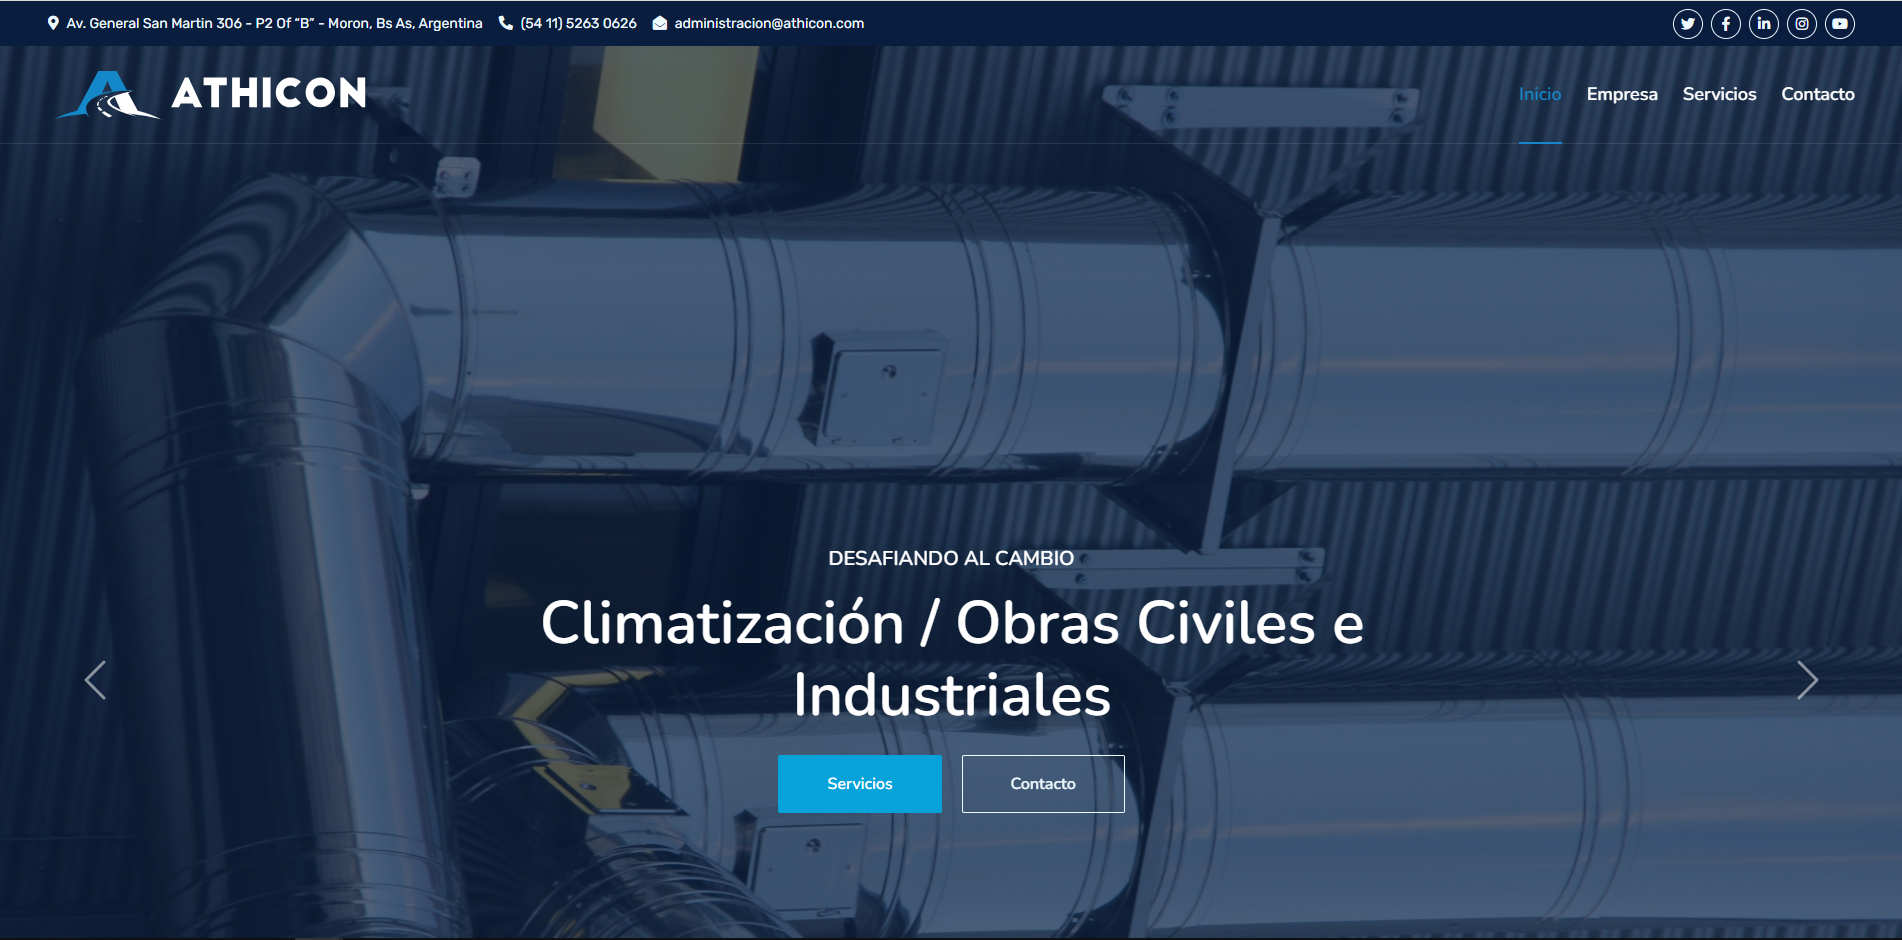 Av. General San Martin 306 - P2 Of “B” - Moron, Bs As, Argentina (54 11) 5263 0626 administracion@athicon.com
ATHICON
Inicio Empresa Servicios Contacto
DESAFIANDO AL CAMBIO
Climatización / Obras Civiles e
Industriales
Servicios Contacto